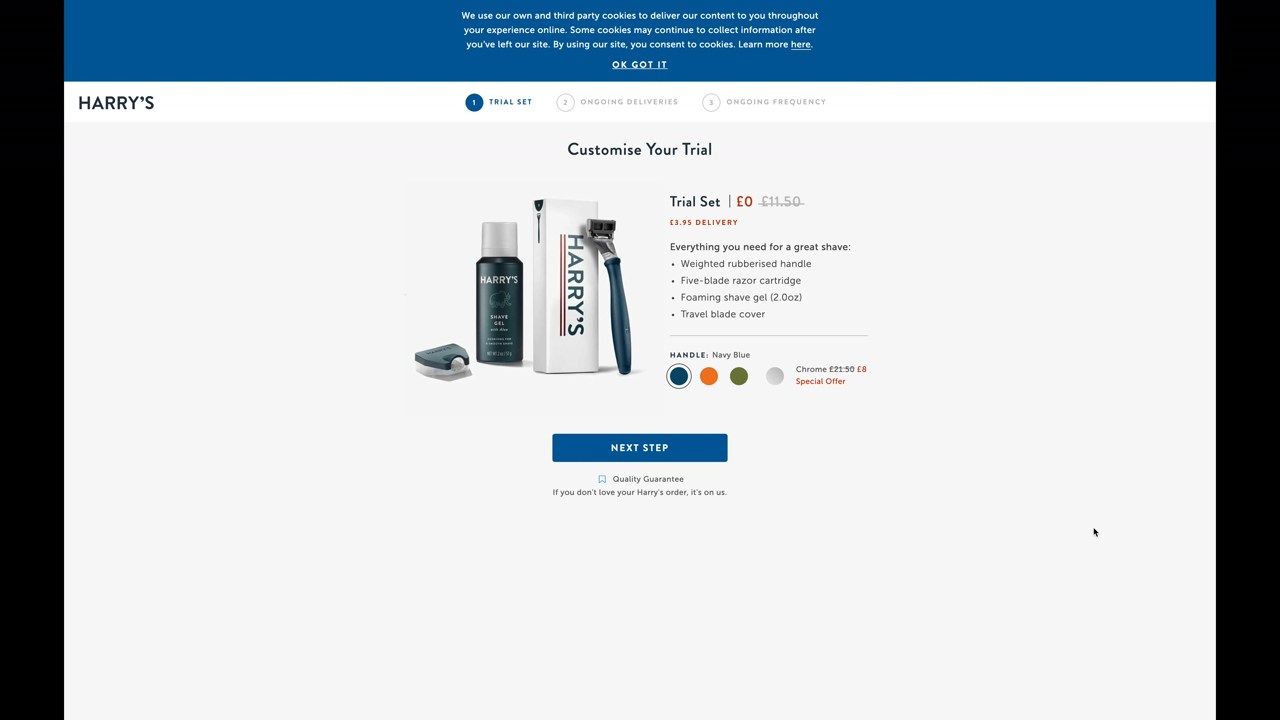 We use our own and third party cookies to deliver our content to you throughout
your experience online. Some cookies may continue to collect information after
you've left our site. By using our site, you consent to cookies. Learn more here.
OK GOT IT
HARRY'S
1 TRIAL SET
2 ONGOING DELIVERIES
3 ONGOING FREQUENCY
Customise Your Trial
Trial Set | £0 £11.50
£3.95 DELIVERY
Everything you need for a great shave:
• Weighted rubberised handle
• Five-blade razor cartridge
• Foaming shave gel (2.0oz)
• Travel blade cover
HARRY'S
SHAVE
GEL
with Aloe
HARRY'S
HANDLE: Navy Blue
Chrome £21.50 £8
Special Offer
NEXT STEP
Quality Guarantee
If you don't love your Harry's order, it's on us.